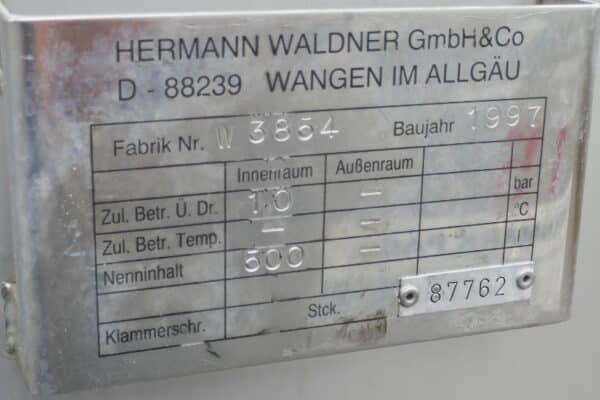 HERMANN WALDNER GmbH&Co
D - 88239 WANGEN IM ALLGÄU
Fabrik Nr. W 3854 Baujahr 1997
Innenraum Außenraum
Zul. Betr. Ü. Dr. 1,0 – bar
Zul. Betr. Temp. – – °C
Nenninhalt 500 – l
87762
Klammerschr. Stck.